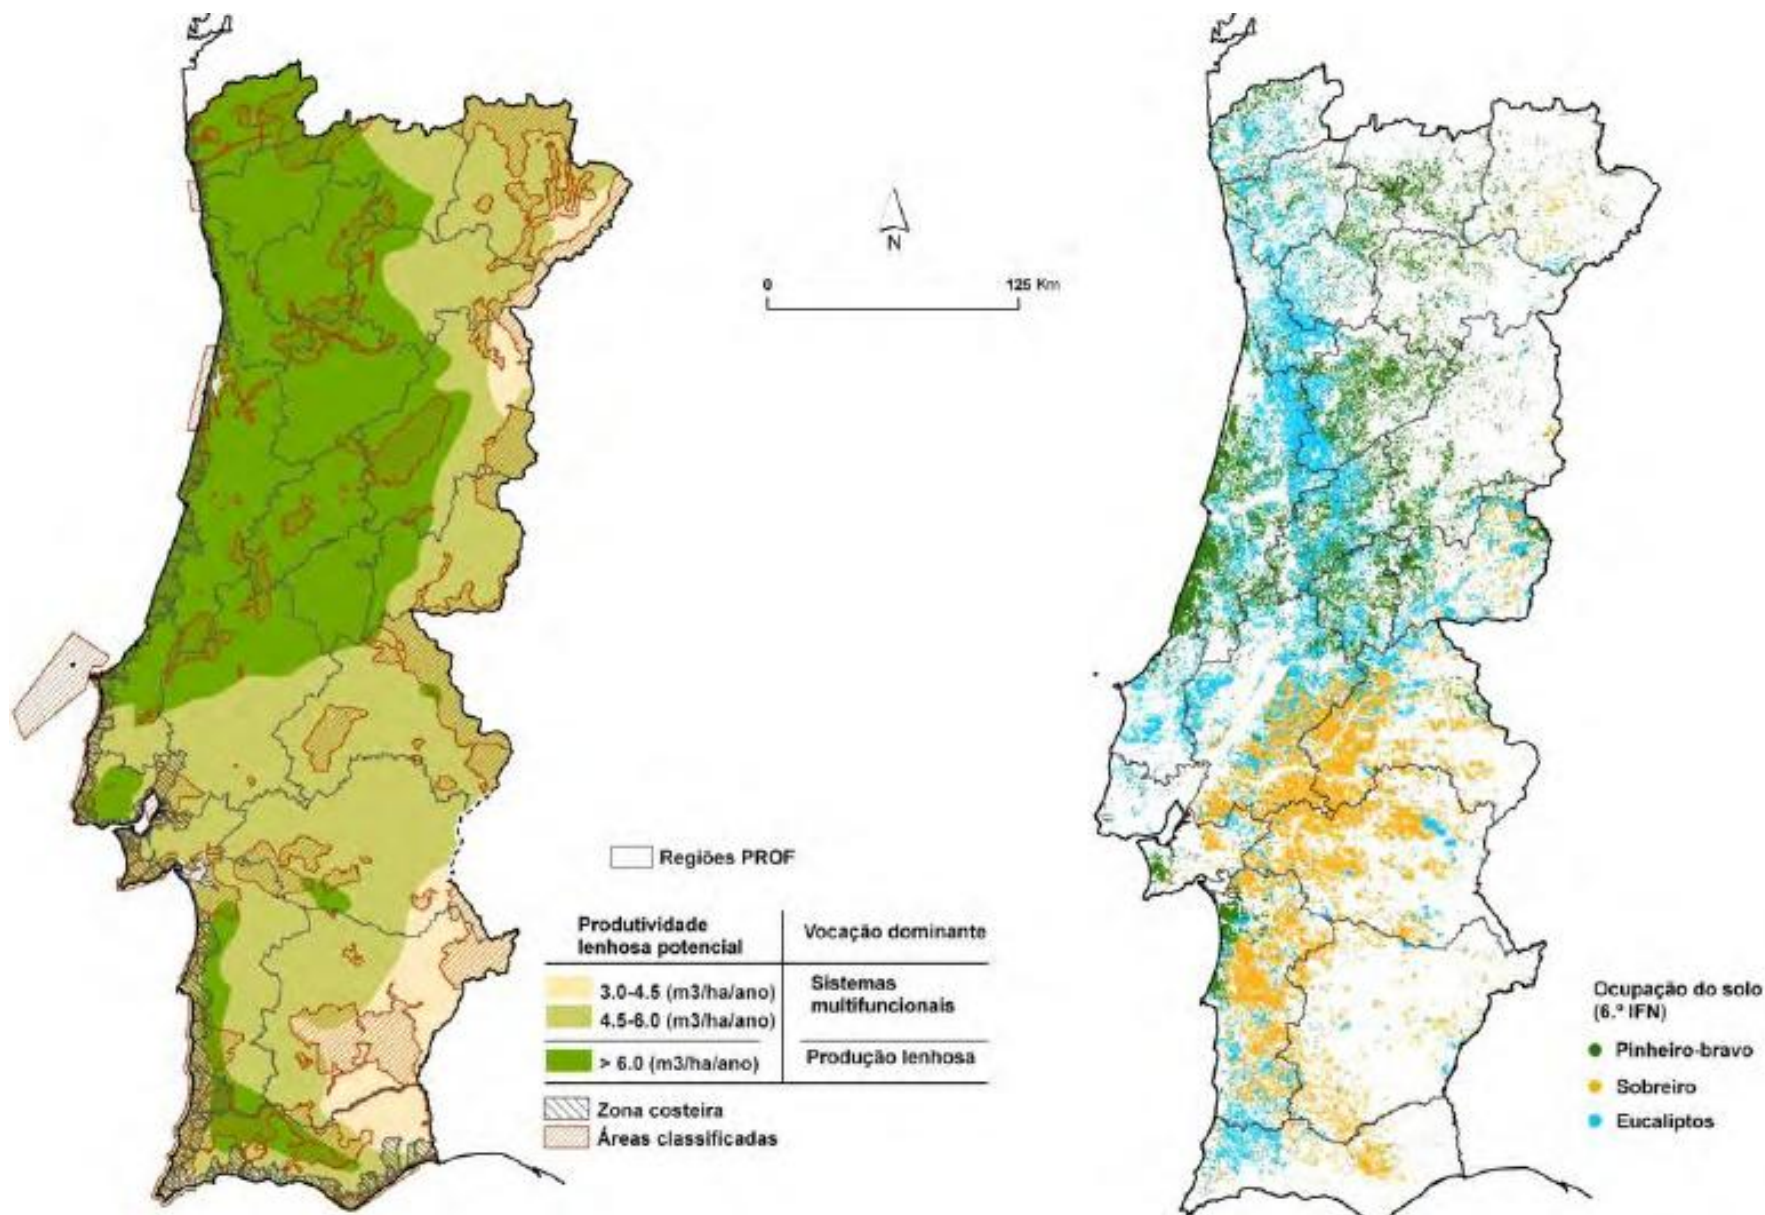 N
0
125 Km
Regiões PROF
Produtividade
lenhosa potencial
Vocação dominante
3.0-4.5 (m3/ha/ano)
4.5-6.0 (m3/ha/ano)
Sistemas
multifuncionais
> 6.0 (m3/ha/ano)
Produção lenhosa
Zona costeira
Áreas classificadas
Ocupação do solo
(6.º IFN)
Pinheiro-bravo
Sobreiro
Eucaliptos